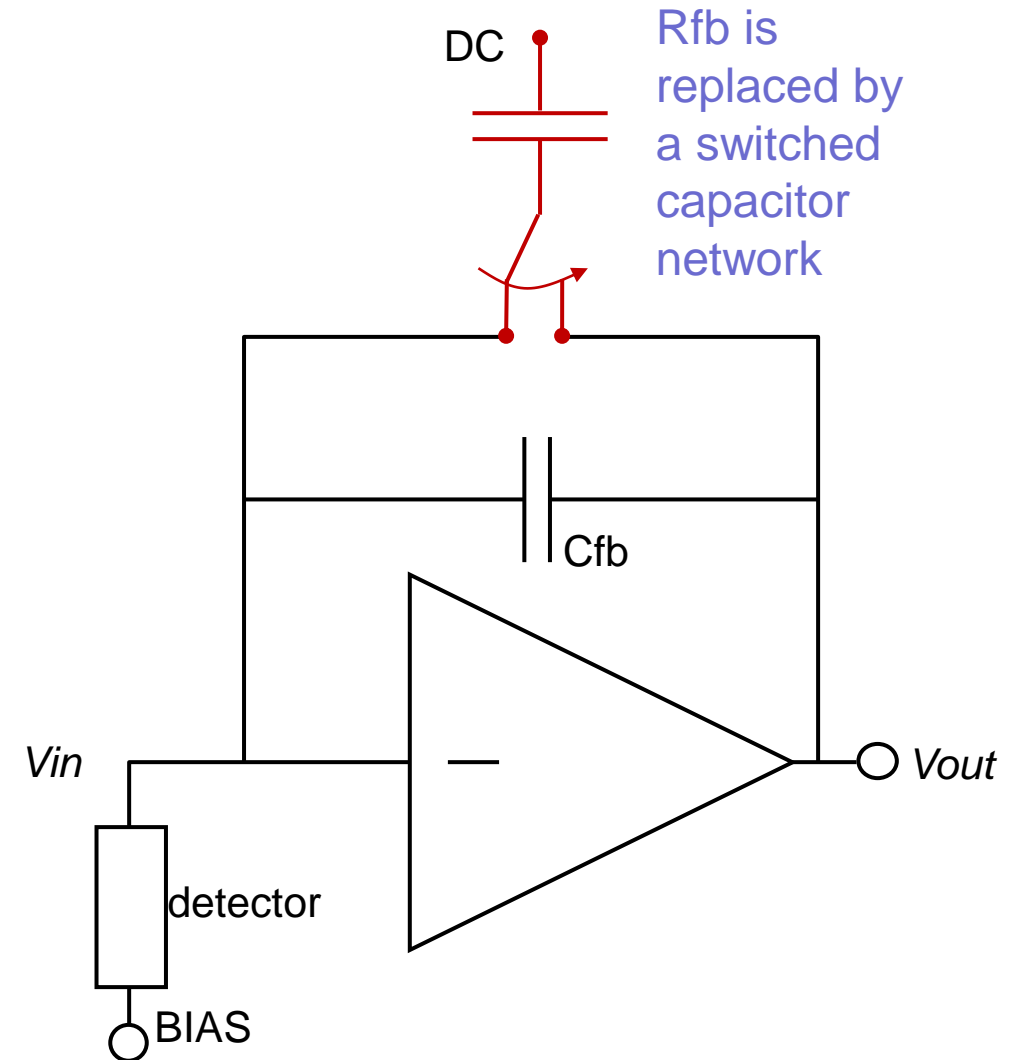 DC
Rfb is
replaced by
a switched
capacitor
network
Cfb
Vin
Vout
detector
BIAS